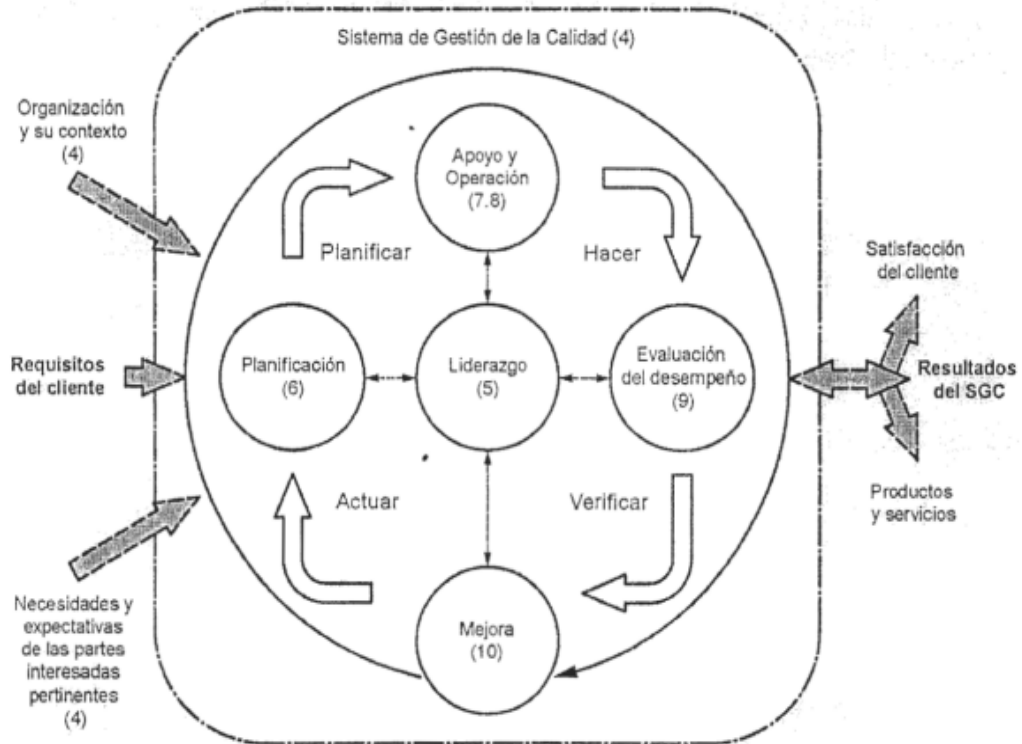 Sistema de Gestión de la Calidad (4)
Organización
y su contexto
(4)
Apoyo y
Operación
(7.8)
Planificar
Hacer
Satisfacción
del cliente
Requisitos
del cliente
Planificación
(6)
Liderazgo
(5)
Evaluación
del desempeño
(9)
Resultados
del SGC
Actuar
Verificar
Productos
y servicios
Necesidades y
expectativas
de las partes
interesadas
pertinentes
(4)
Mejora
(10)